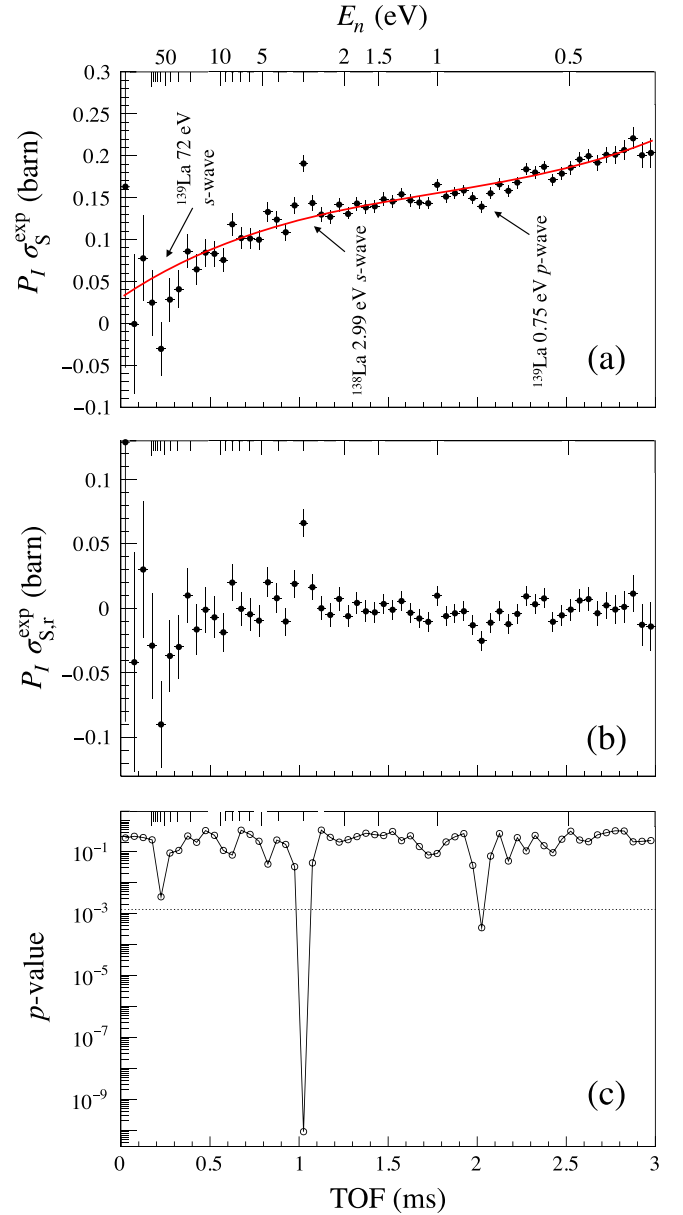 E_n (eV)
50 10 5 2 1.5 1 0.5
P_I σ_S^exp (barn)
0.3
0.25
0.2
0.15
0.1
0.05
0
−0.05
−0.1
¹³⁹La 72 eV
s-wave
¹³⁸La 2.99 eV s-wave
¹³⁹La 0.75 eV p-wave
(a)
P_I σ_S,r^exp (barn)
0.1
0.05
0
−0.05
−0.1
(b)
p-value
10⁻¹
10⁻³
10⁻⁵
10⁻⁷
10⁻⁹
(c)
0 0.5 1 1.5 2 2.5 3
TOF (ms)